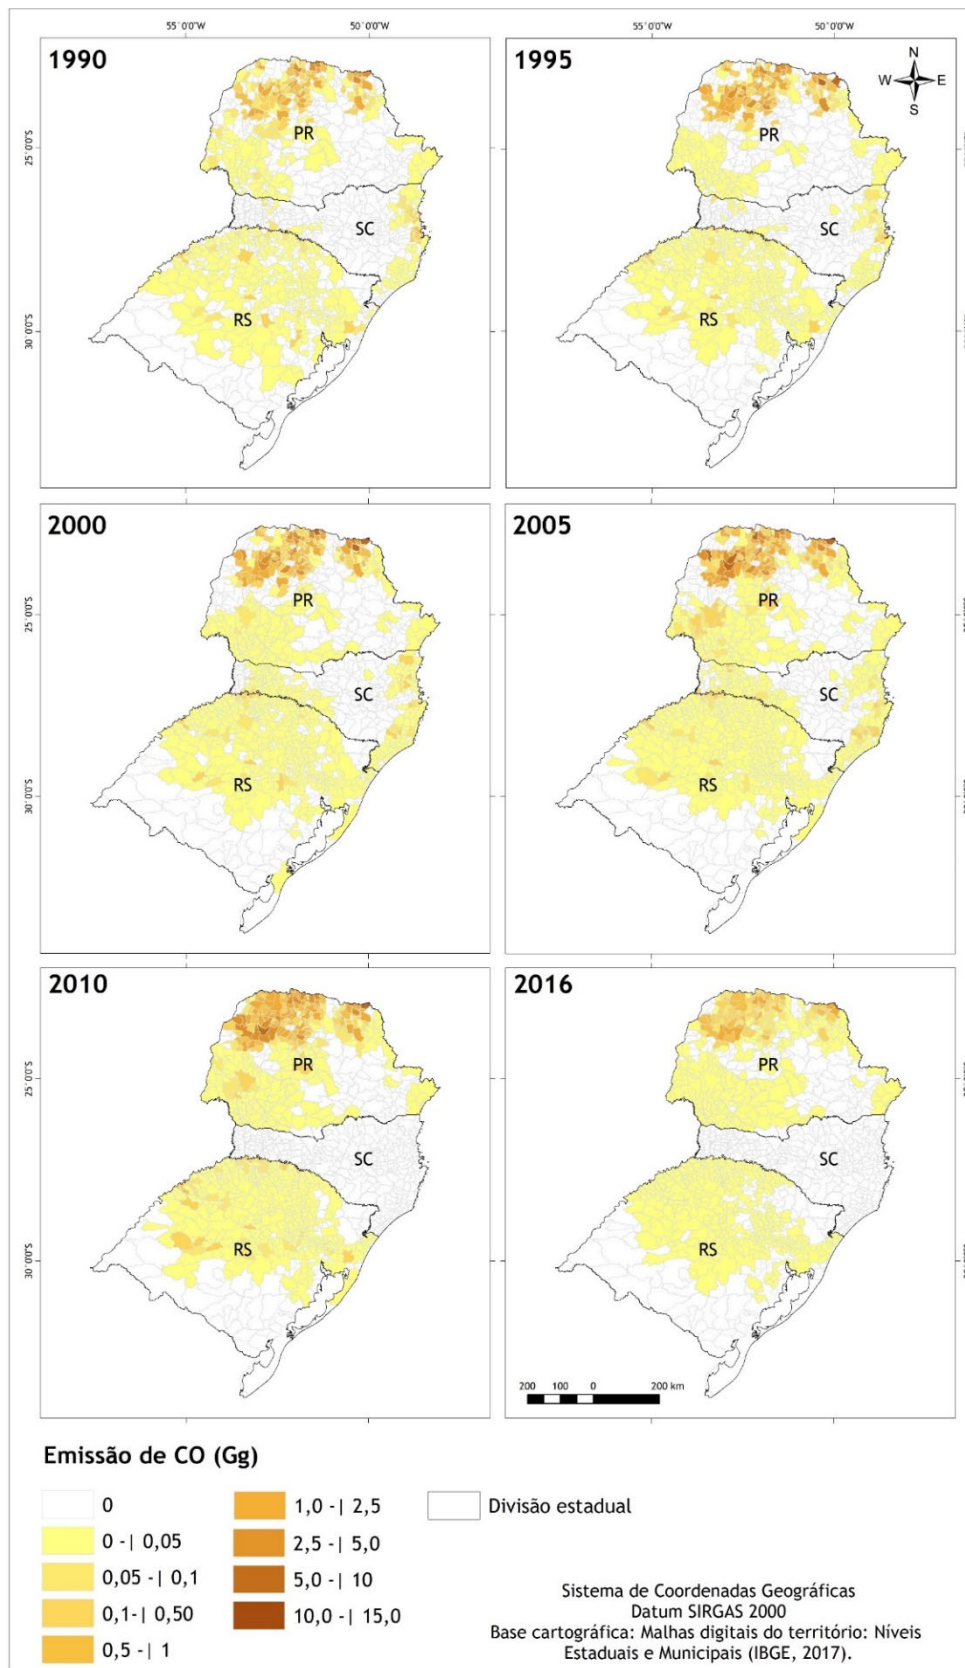 55°0'0"W 50°0'0"W 55°0'0"W 50°0'0"W
1990
1995
N
W E
S
PR
PR
25°0'0"S
SC
SC
RS
RS
30°0'0"S
2000
2005
PR
PR
25°0'0"S
SC
SC
RS
RS
30°0'0"S
2010
2016
PR
PR
25°0'0"S
SC
SC
RS
RS
30°0'0"S
200 100 0 200 km
Emissão de CO (Gg)
0
0 -| 0,05
0,05 -| 0,1
0,1-| 0,50
0,5 -| 1
1,0 -| 2,5
2,5 -| 5,0
5,0 -| 10
10,0 -| 15,0
Divisão estadual
Sistema de Coordenadas Geográficas
Datum SIRGAS 2000
Base cartográfica: Malhas digitais do território: Níveis
Estaduais e Municipais (IBGE, 2017).